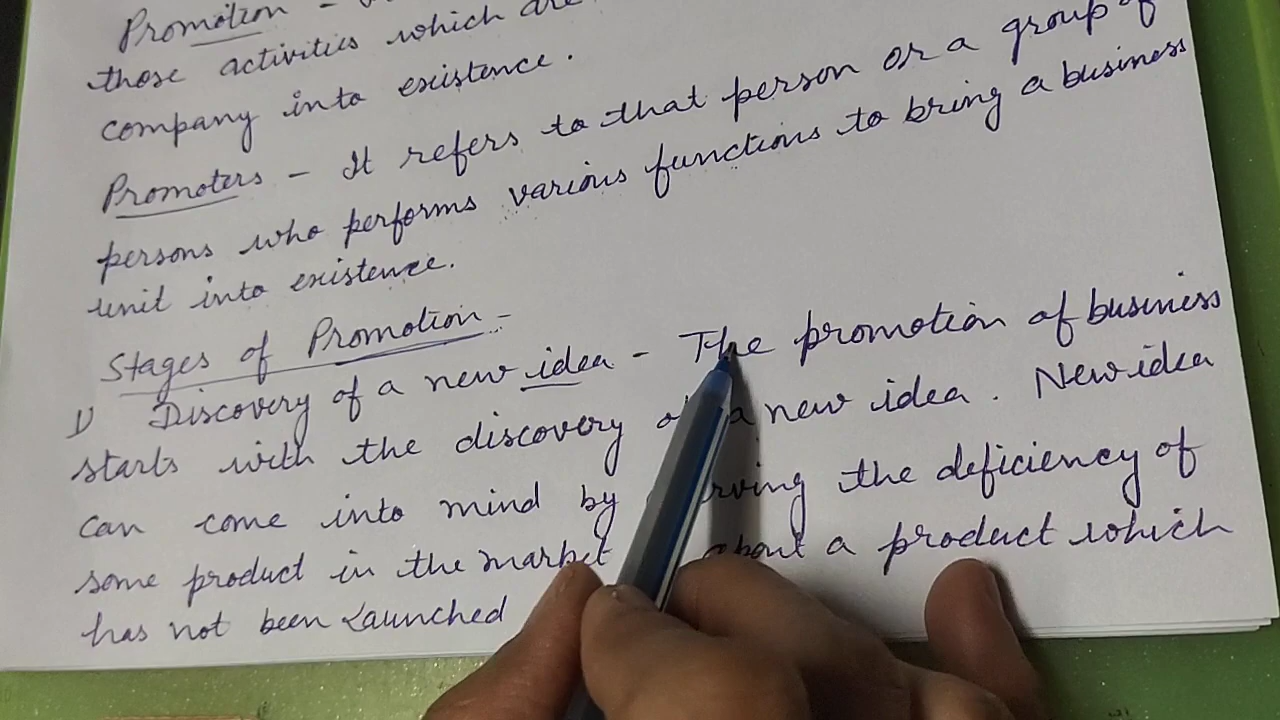 Promotion -
those activities which are
company into existence.
Promoters - It refers to that person or a group of
persons who performs various functions to bring a business
unit into existence.
Stages of Promotion -
1) Discovery of a new idea - The promotion of business
starts with the discovery a new idea. New idea
can come into mind by the deficiency of
some product in the market about a product which
has not been Launched